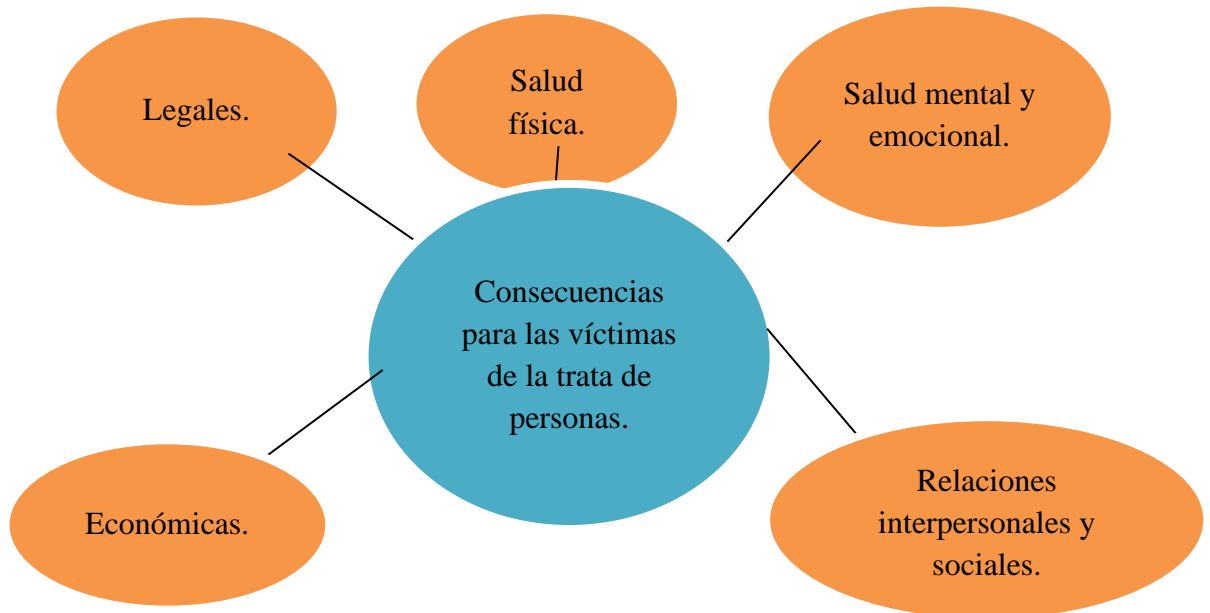 Legales.
Salud
física.
Salud mental y
emocional.
Consecuencias
para las víctimas
de la trata de
personas.
Económicas.
Relaciones
interpersonales y
sociales.